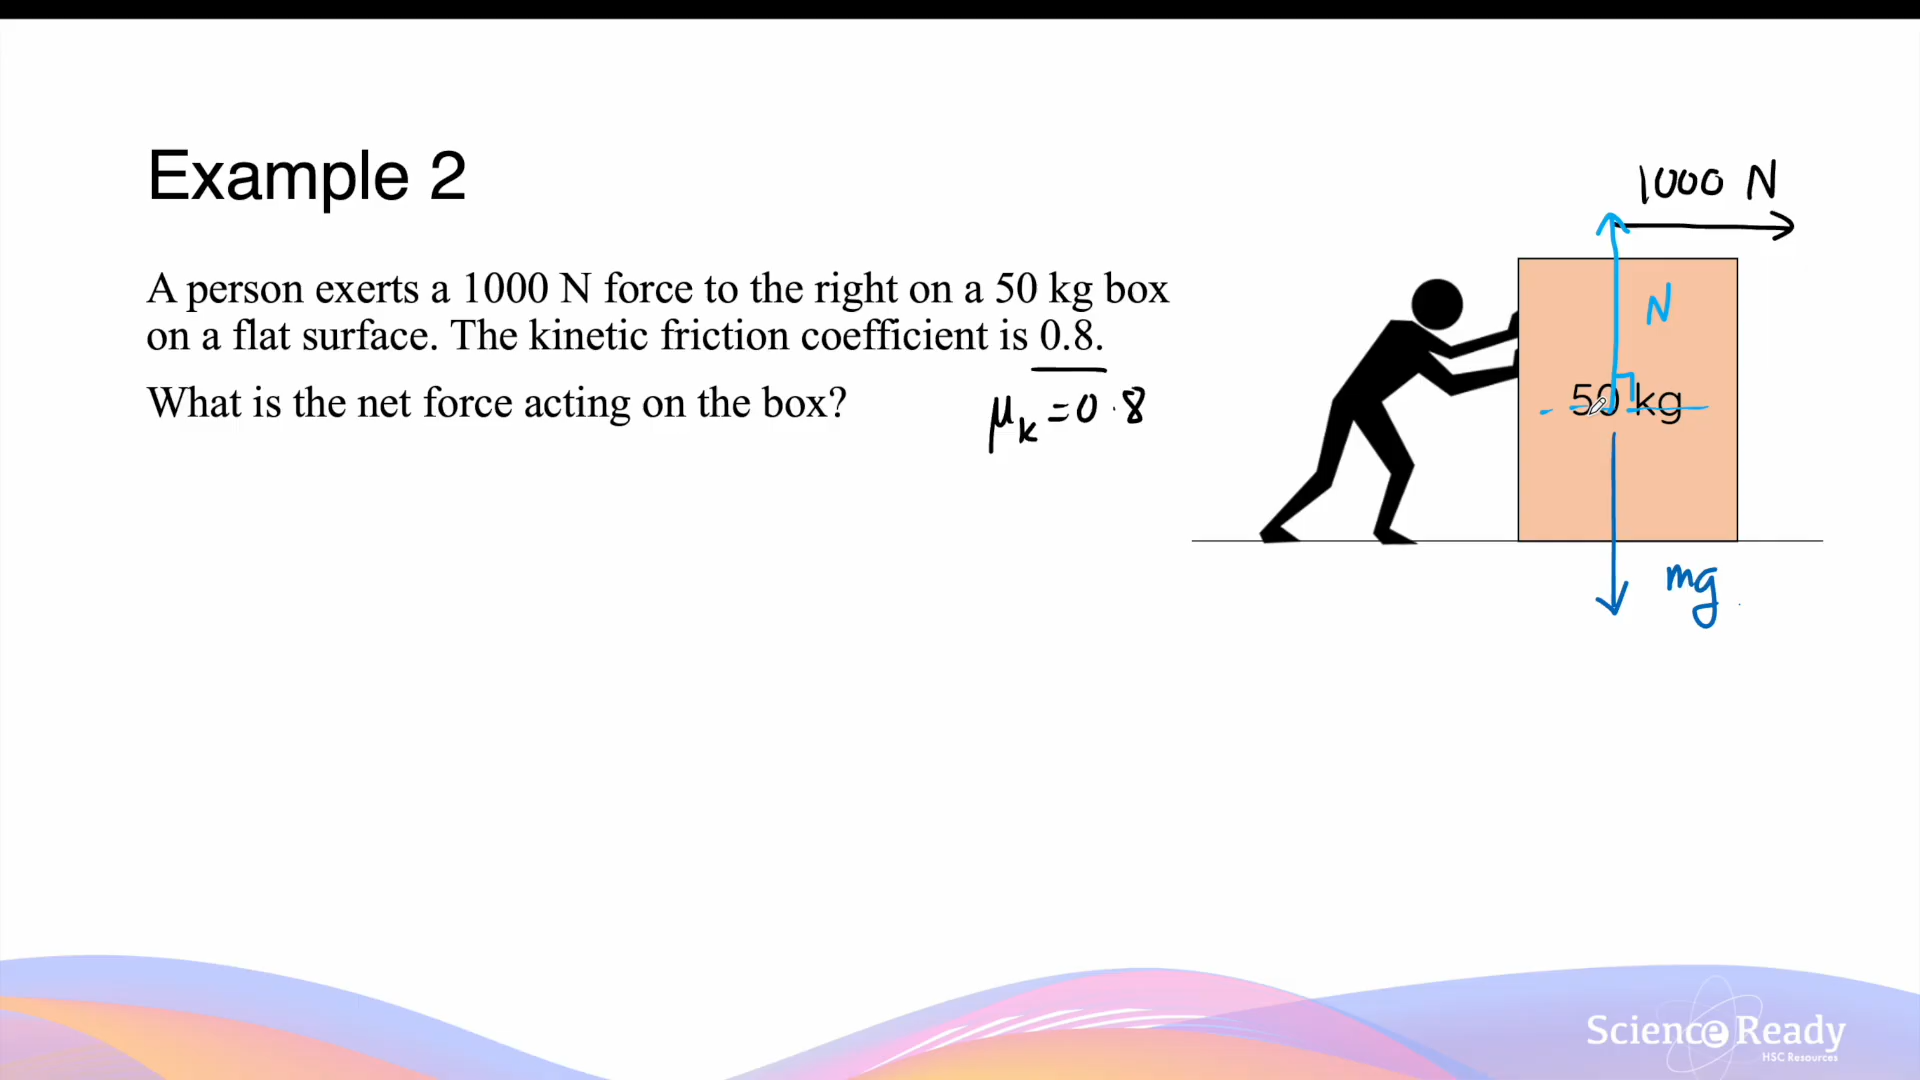 Example 2
1000 N
A person exerts a 1000 N force to the right on a 50 kg box
on a flat surface. The kinetic friction coefficient is 0.8.
What is the net force acting on the box?
μk = 0.8
N
50 kg
mg
Science Ready
HSC Resources